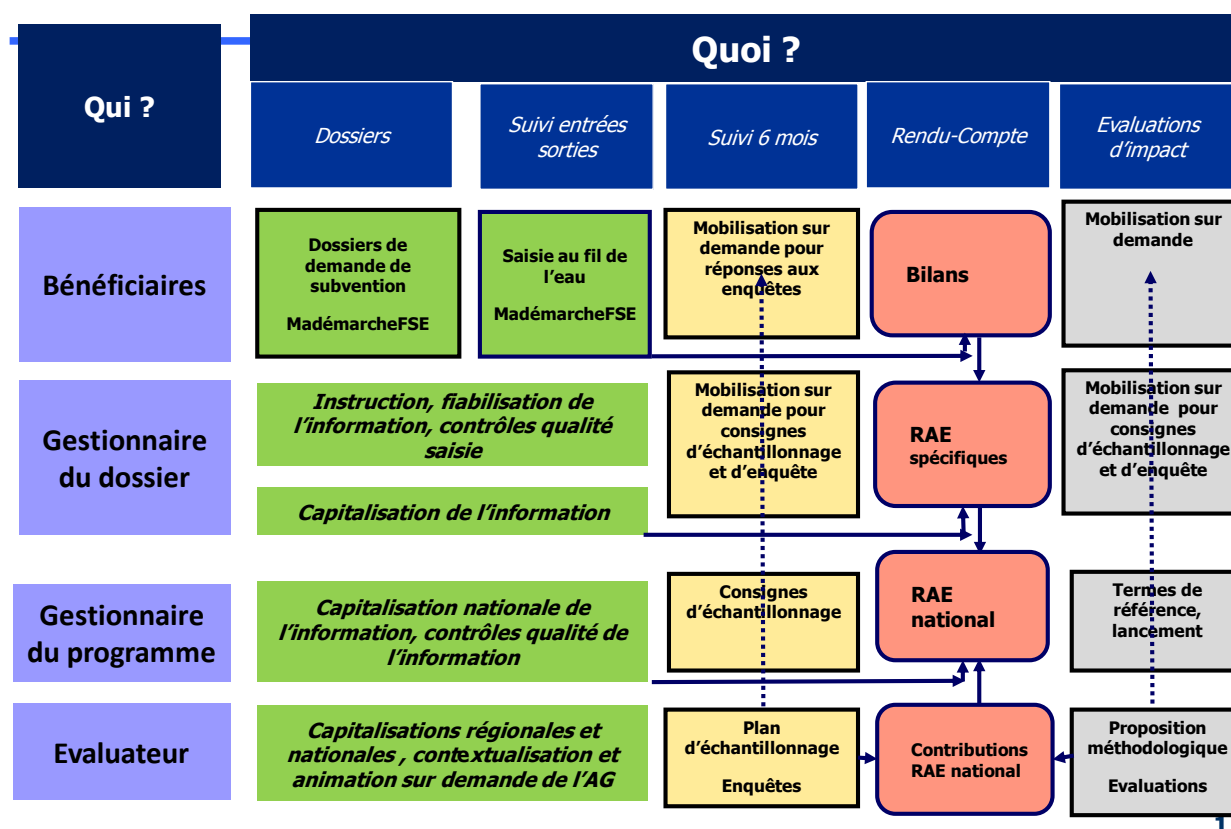 Qui ?
Quoi ?
Dossiers
Suivi entrées
sorties
Suivi 6 mois
Rendu-Compte
Evaluations
d'impact
Bénéficiaires
Dossiers de
demande de
subvention
MadémarcheFSE
Saisie au fil de
l'eau
MadémarcheFSE
Mobilisation sur
demande pour
réponses aux
enquêtes
Bilans
Mobilisation sur
demande
Gestionnaire
du dossier
Instruction, fiabilisation de
l'information, contrôles qualité
saisie
Capitalisation de l'information
Mobilisation sur
demande pour
consignes
d'échantillonnage
et d'enquête
RAE
spécifiques
Mobilisation sur
demande pour
consignes
d'échantillonnage
et d'enquête
Gestionnaire
du programme
Capitalisation nationale de
l'information, contrôles qualité de
l'information
Consignes
d'échantillonnage
RAE
national
Termes de
référence,
lancement
Evaluateur
Capitalisations régionales et
nationales , contextualisation et
animation sur demande de l'AG
Plan
d'échantillonnage
Enquêtes
Contributions
RAE national
Proposition
méthodologique
Evaluations